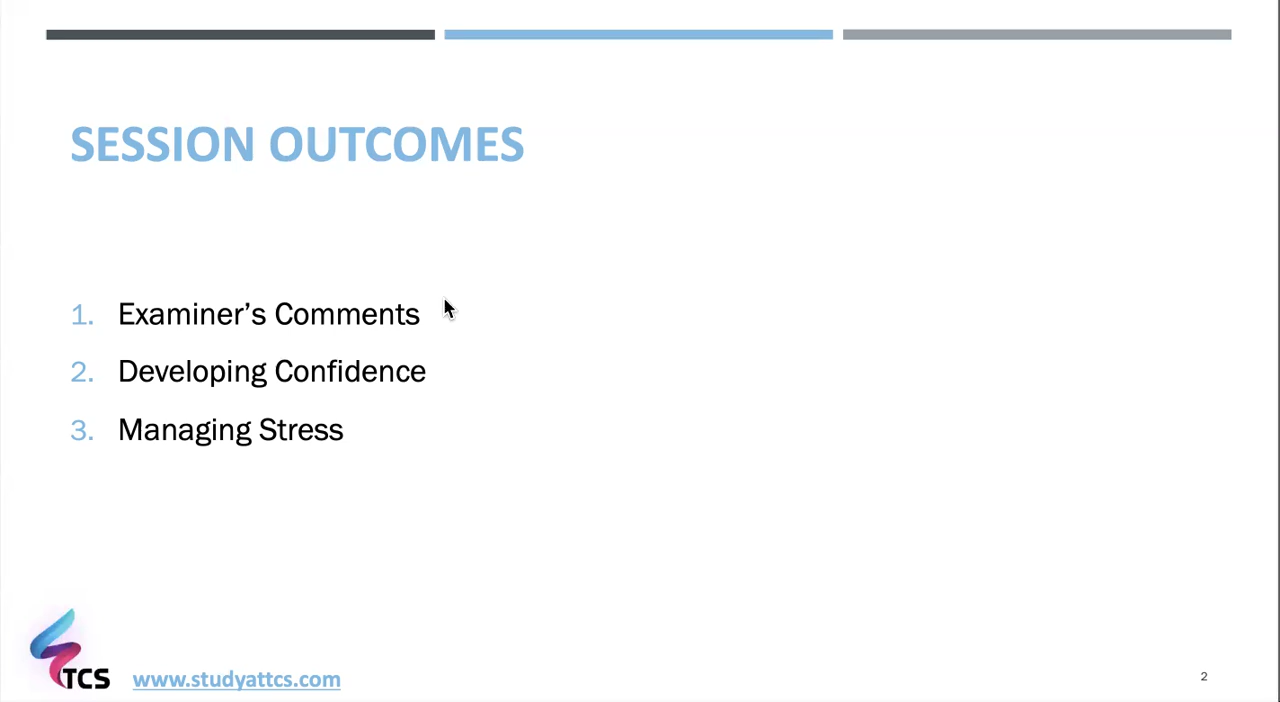 SESSION OUTCOMES
1. Examiner’s Comments
2. Developing Confidence
3. Managing Stress
TCS
www.studyattcs.com
2